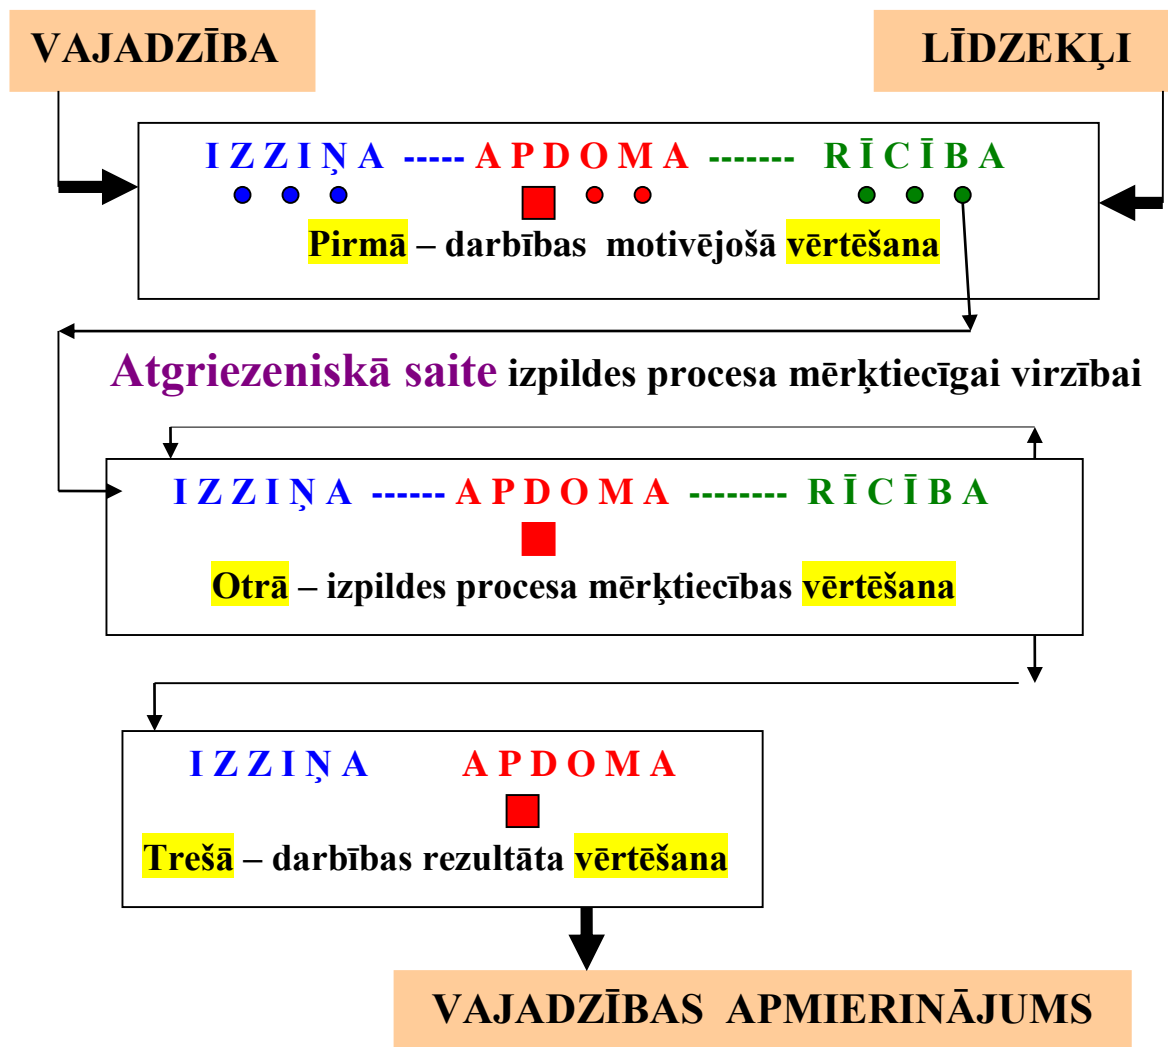 VAJADZĪBA
LĪDZEKĻI
I Z Z I Ņ A ----- A P D O M A ------- R Ī C Ī B A
Pirmā – darbības motivējošā vērtēšana
Atgriezeniskā saite izpildes procesa mērķtiecīgai virzībai
I Z Z I Ņ A ------ A P D O M A -------- R Ī C Ī B A
Otrā – izpildes procesa mērķtiecības vērtēšana
I Z Z I Ņ A A P D O M A
Trešā – darbības rezultāta vērtēšana
VAJADZĪBAS APMIERINĀJUMS